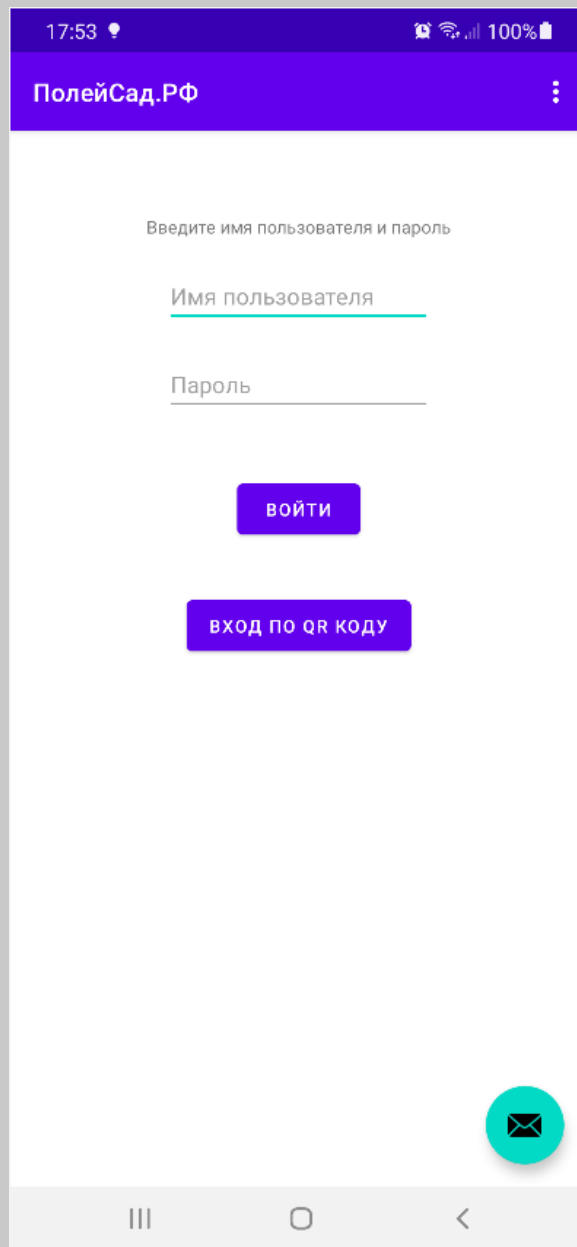 17:53 100%
ПолейСад.РФ
Введите имя пользователя и пароль
Имя пользователя
Пароль
ВОЙТИ
ВХОД ПО QR КОДУ